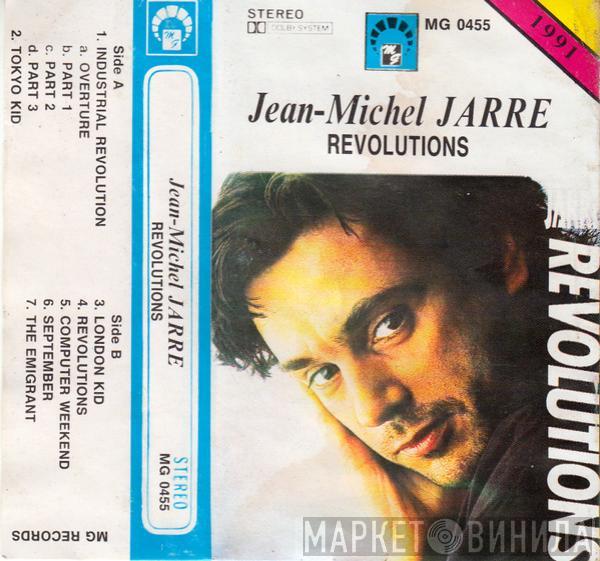 Side A
1. INDUSTRIAL REVOLUTION
a. OVERTURE
b. PART 1
c. PART 2
d. PART 3
2. TOKYO KID
Side B
3. LONDON KID
4. REVOLUTIONS
5. COMPUTER WEEKEND
6. SEPTEMBER
7. THE EMIGRANT
MG RECORDS
MG
Jean-Michel JARRE
REVOLUTIONS
STEREO
MG 0455
STEREO
DOLBY SYSTEM
MG
MG 0455
1991
Jean-Michel JARRE
REVOLUTIONS
REVOLUTIONS
МАРКЕТ ВИНИЛА